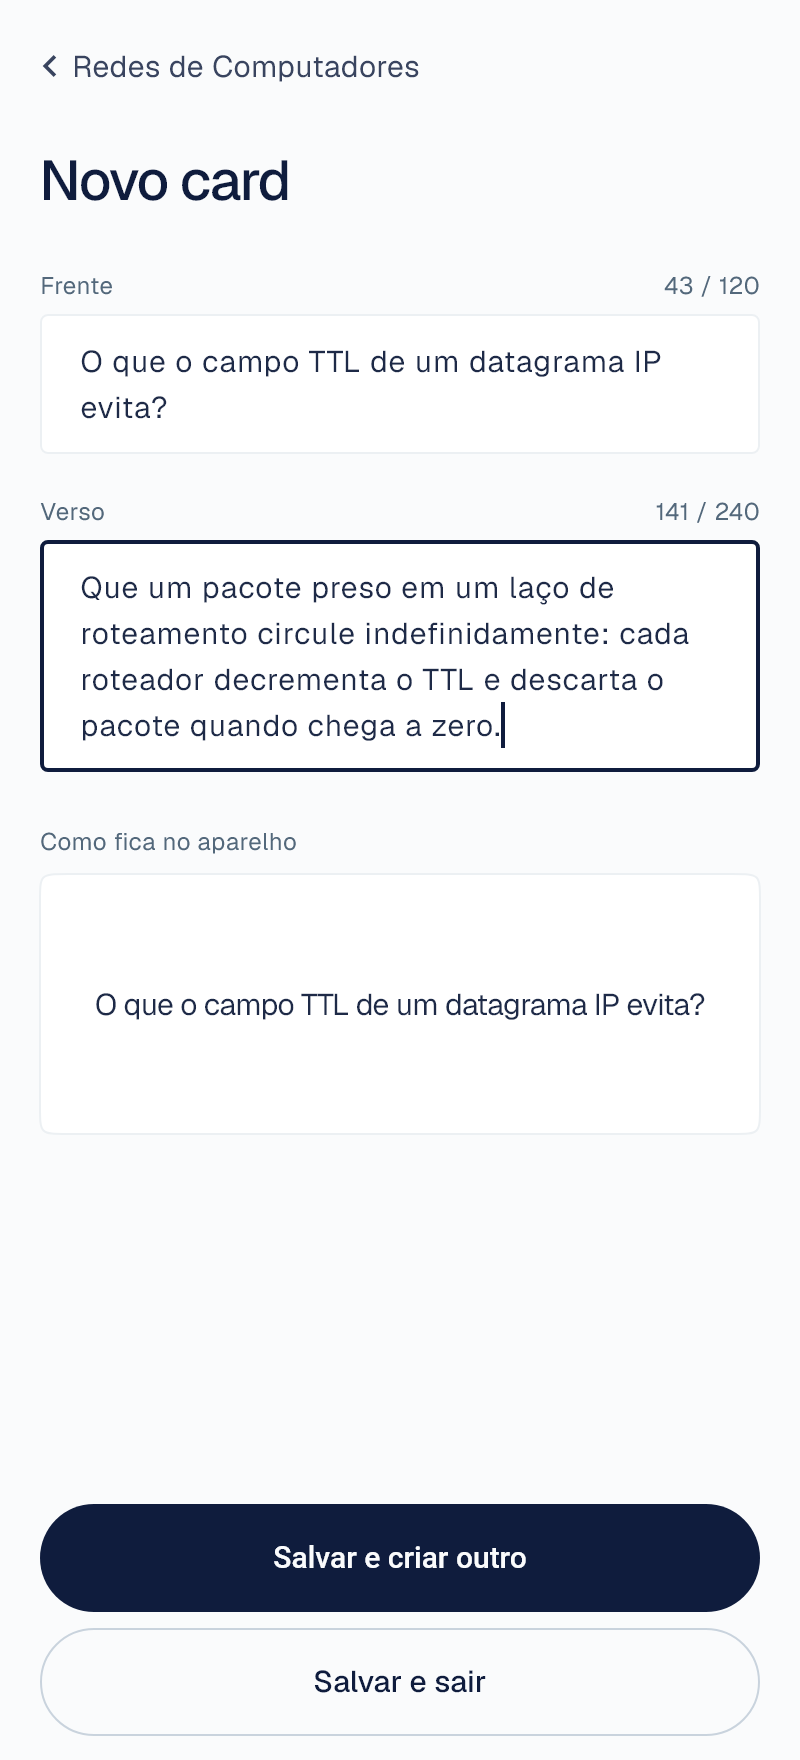 Redes de Computadores
Novo card
Frente
43 / 120
O que o campo TTL de um datagrama IP
evita?
Verso
141 / 240
Que um pacote preso em um laço de
roteamento circule indefinidamente: cada
roteador decrementa o TTL e descarta o
pacote quando chega a zero.
Como fica no aparelho
O que o campo TTL de um datagrama IP evita?
Salvar e criar outro
Salvar e sair